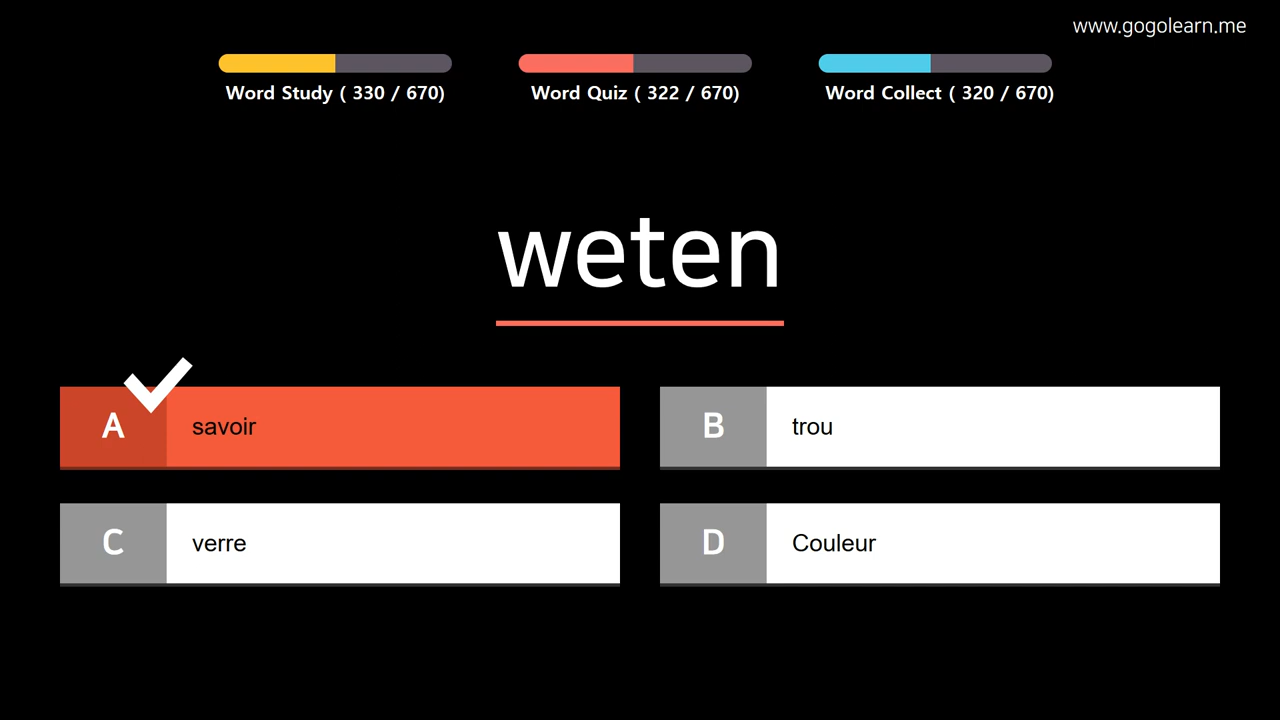 www.gogolearn.me
Word Study ( 330 / 670)
Word Quiz ( 322 / 670)
Word Collect ( 320 / 670)
weten
A savoir
B trou
C verre
D Couleur